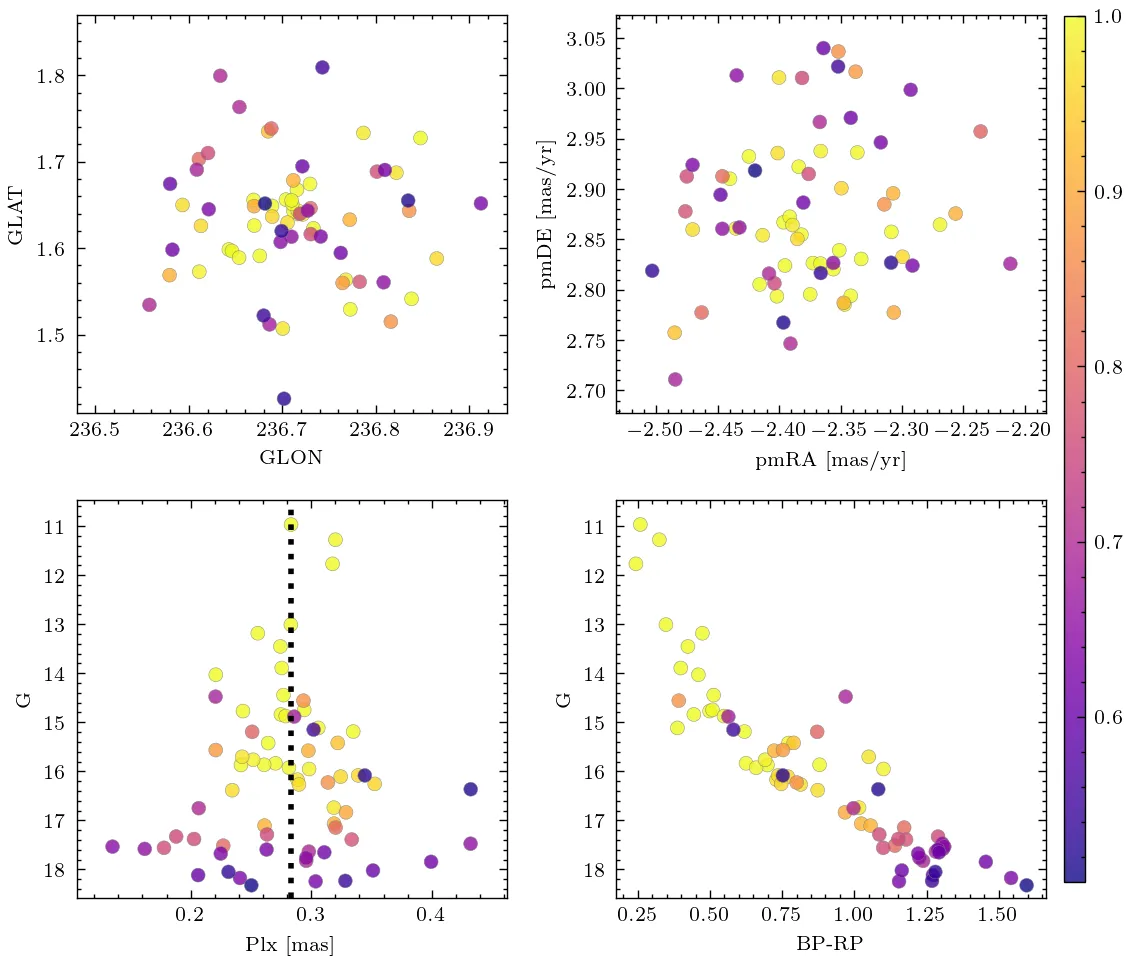 1.8
1.7
1.6
1.5
GLAT
236.5 236.6 236.7 236.8 236.9
GLON
3.05
3.00
2.95
2.90
2.85
2.80
2.75
2.70
pmDE [mas/yr]
−2.50 −2.45 −2.40 −2.35 −2.30 −2.25 −2.20
pmRA [mas/yr]
1.0
0.9
0.8
0.7
0.6
11
12
13
14
15
16
17
18
G
0.2 0.3 0.4
Plx [mas]
11
12
13
14
15
16
17
18
G
0.25 0.50 0.75 1.00 1.25 1.50
BP-RP